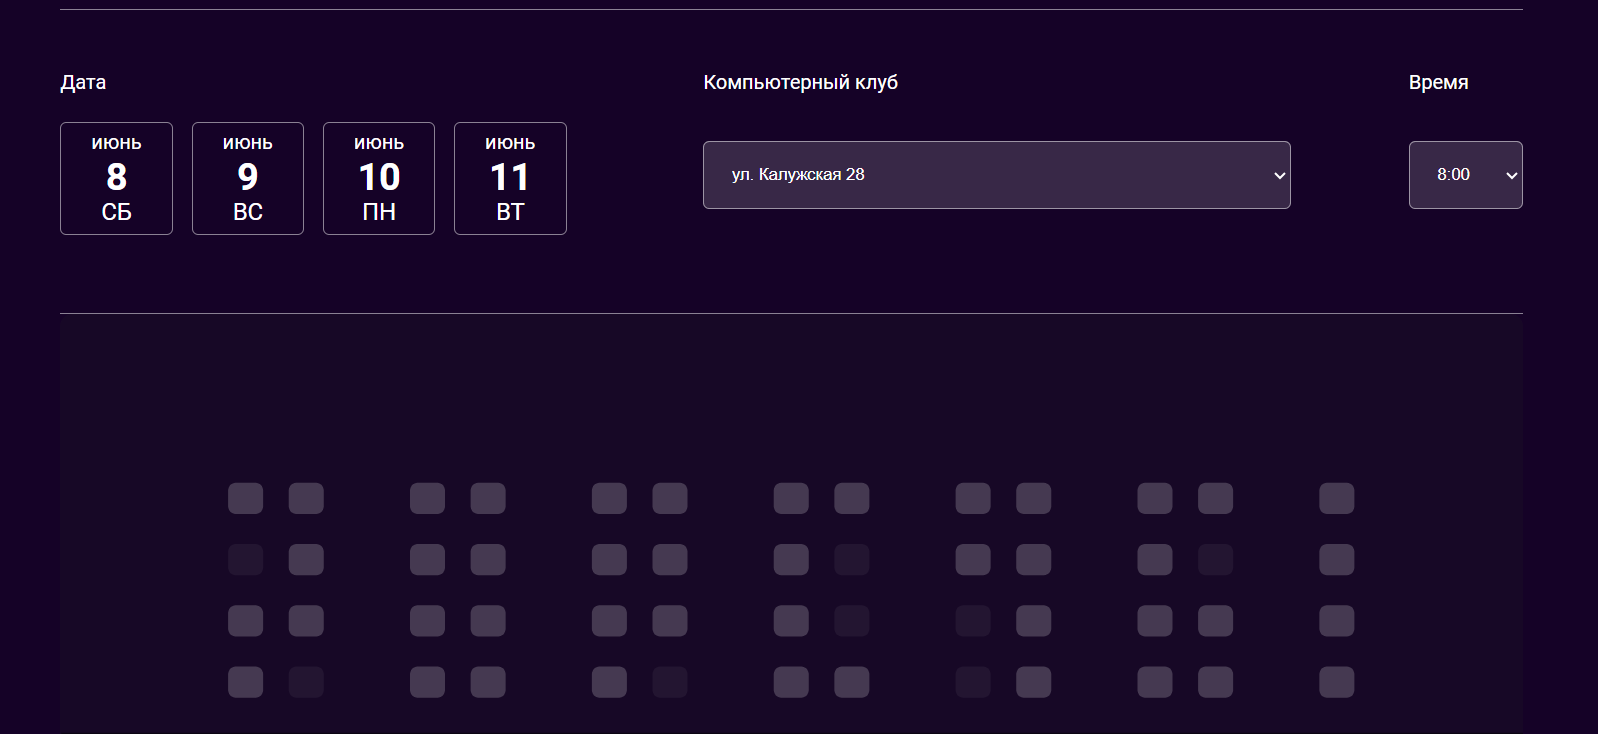 Дата
Компьютерный клуб
Время
июнь
8
СБ
июнь
9
ВС
июнь
10
ПН
июнь
11
ВТ
ул. Калужская 28
8:00